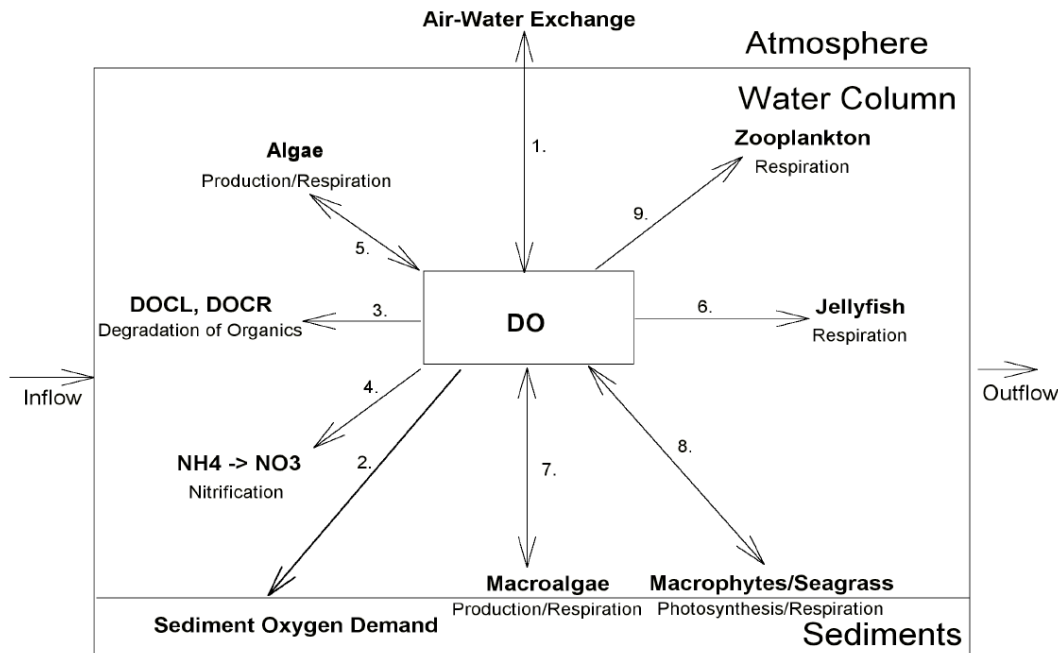 Air-Water Exchange
Atmosphere
Water Column
Algae
Production/Respiration
1.
Zooplankton
Respiration
9.
5.
DOCL, DOCR
Degradation of Organics
3.
DO
6.
Jellyfish
Respiration
Inflow
Outflow
4.
NH4 -> NO3
Nitrification
2.
7.
8.
Macroalgae
Production/Respiration
Macrophytes/Seagrass
Photosynthesis/Respiration
Sediment Oxygen Demand
Sediments